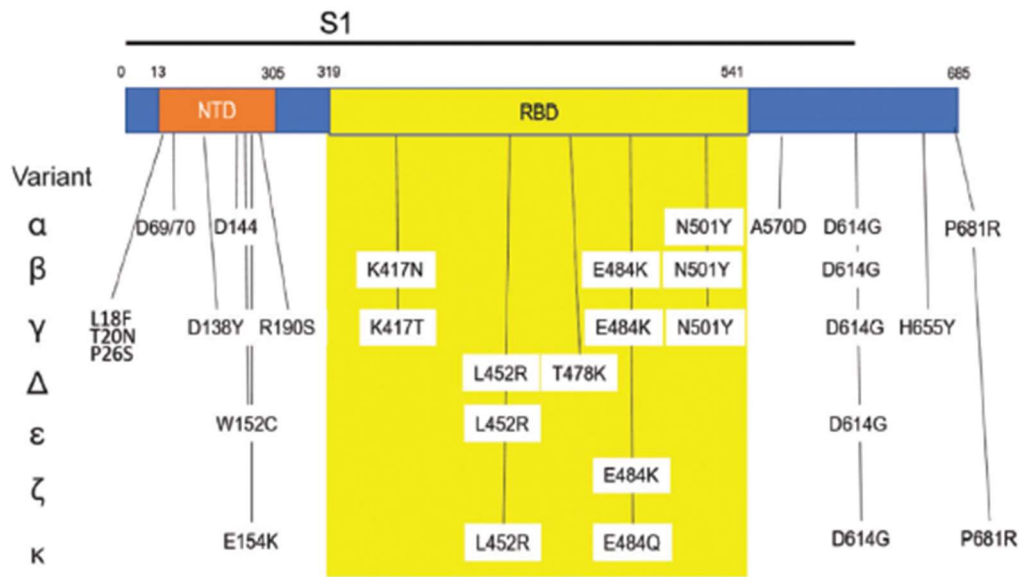 S1
0 13 305 319 541 685
NTD RBD
Variant
α D69/70 D144 N501Y A570D D614G P681R
β K417N E484K N501Y D614G
γ L18F D138Y R190S K417T E484K N501Y D614G H655Y
T20N
P26S
Δ L452R T478K
ε W152C L452R D614G
ζ E484K
κ E154K L452R E484Q D614G P681R